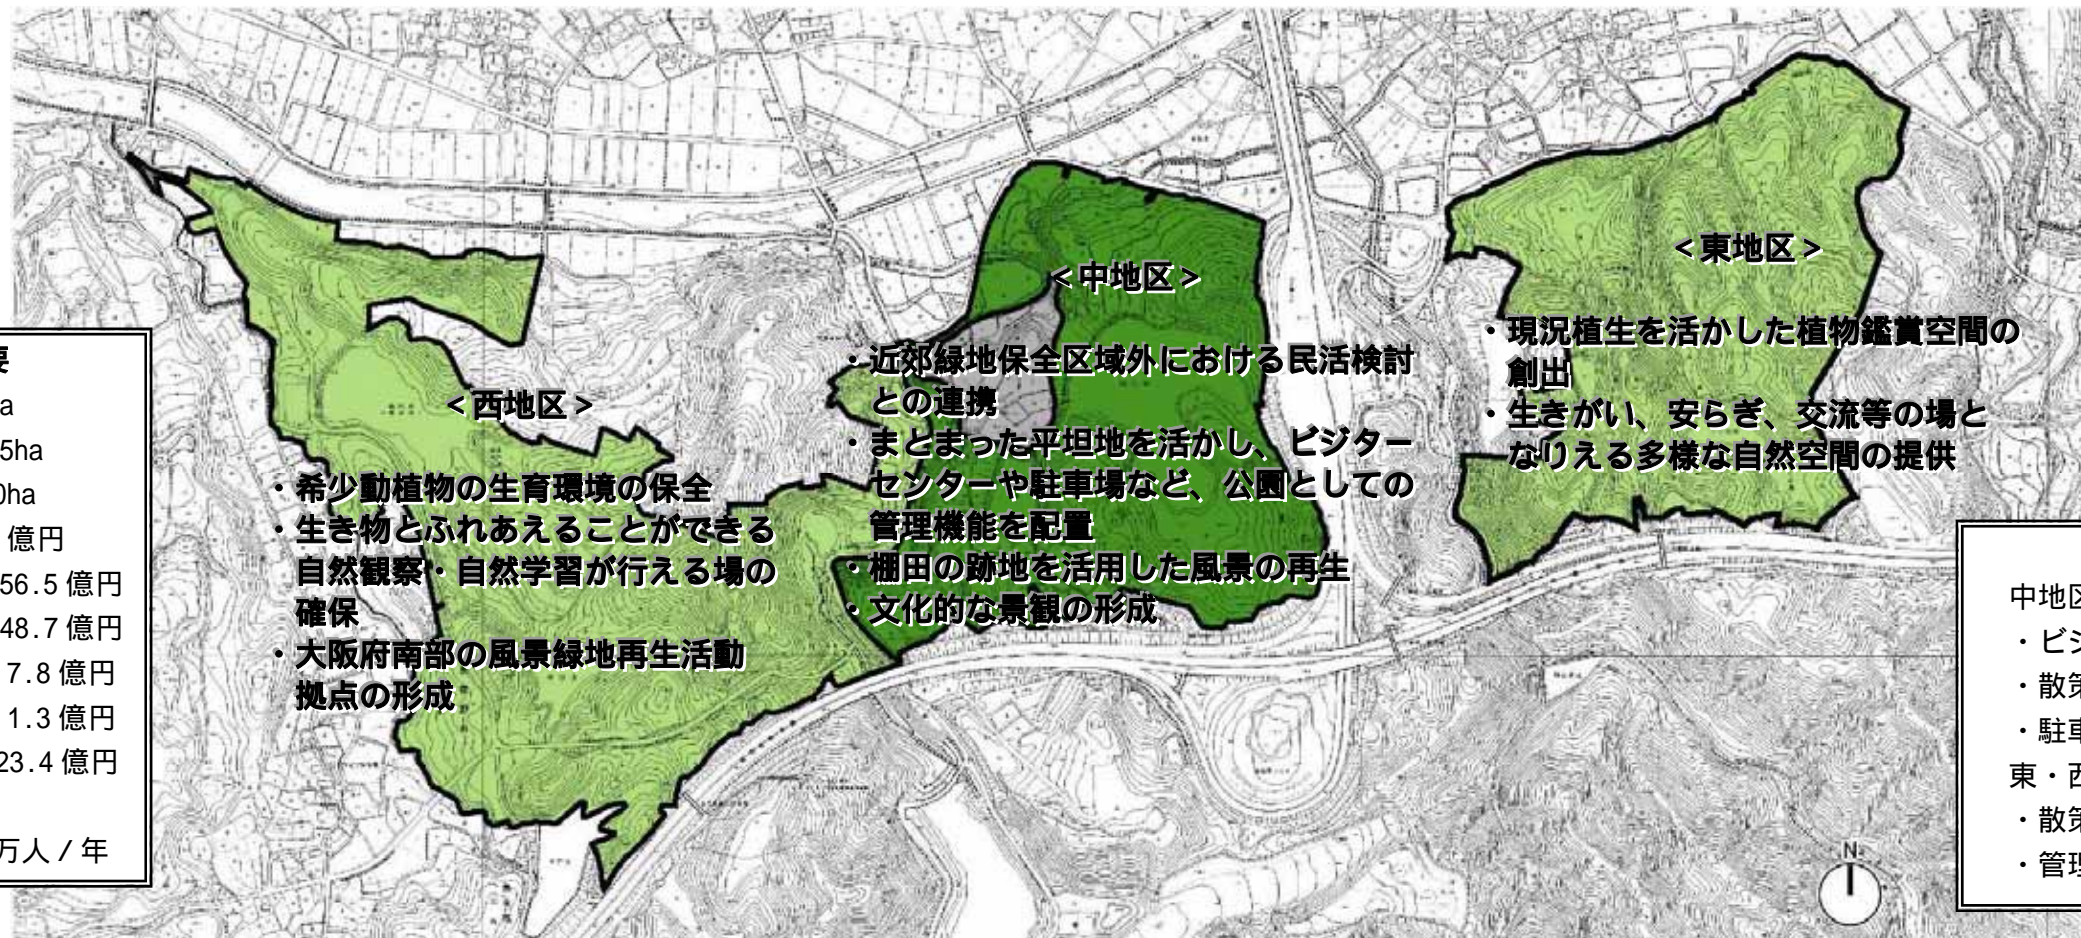 ＜西地区＞
・希少動植物の生育環境の保全
・生き物とふれあえることができる
自然観察・自然学習が行える場の
確保
・大阪府南部の風景緑地再生活動
拠点の形成
＜中地区＞
・近郊緑地保全区域外における民活検討
との連携
・まとまった平坦地を活かし、ビジター
センターや駐車場など、公園としての
管理機能を配置
・棚田の跡地を活用した風景の再生
・文化的な景観の形成
＜東地区＞
・現況植生を活かした植物鑑賞空間の
創出
・生きがい、安らぎ、交流等の場と
なりえる多様な自然空間の提供
要
a
5ha
0ha
億円
56.5 億円
48.7 億円
7.8 億円
1.3 億円
23.4 億円
万人 / 年
中地区
・ビジ
・散策
・駐車
東・西
・散策
・管理
N